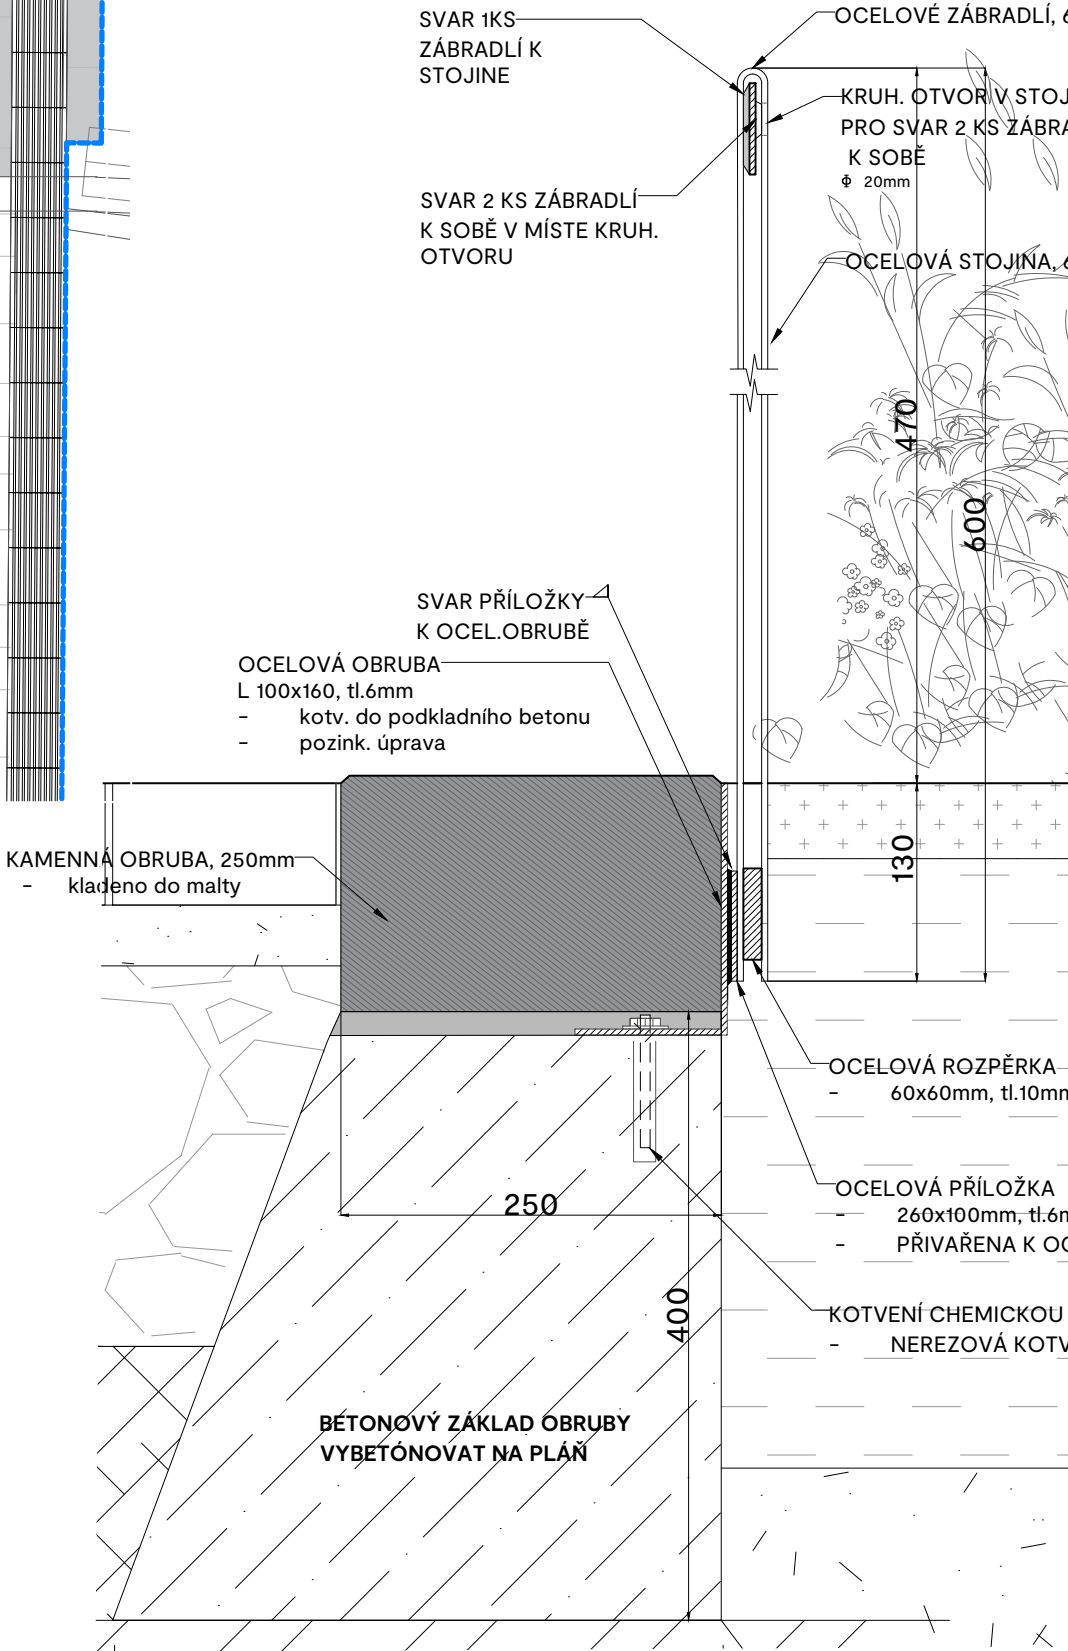 SVAR 1KS
ZÁBRADLÍ K
STOJINE
OCELOVÉ ZÁBRADLÍ, 6
KRUH. OTVOR V STOJ
PRO SVAR 2 KS ZÁBRA
K SOBĚ
Φ 20mm
SVAR 2 KS ZÁBRADLÍ
K SOBĚ V MÍSTE KRUH.
OTVORU
OCELOVÁ STOJINA, 6
470
600
SVAR PŘÍLOŽKY
K OCEL.OBRUBĚ
OCELOVÁ OBRUBA
L 100x160, tl.6mm
- kotv. do podkladního betonu
- pozink. úprava
KAMENNÁ OBRUBA, 250mm
- kladeno do malty
130
OCELOVÁ ROZPĚRKA
- 60x60mm, tl.10mm
OCELOVÁ PŘÍLOŽKA
- 260x100mm, tl.6m
- PŘIVAŘENA K OC
250
400
KOTVENÍ CHEMICKOU
- NEREZOVÁ KOTV
BETONOVÝ ZÁKLAD OBRUBY
VYBETÓNOVAT NA PLÁŇ